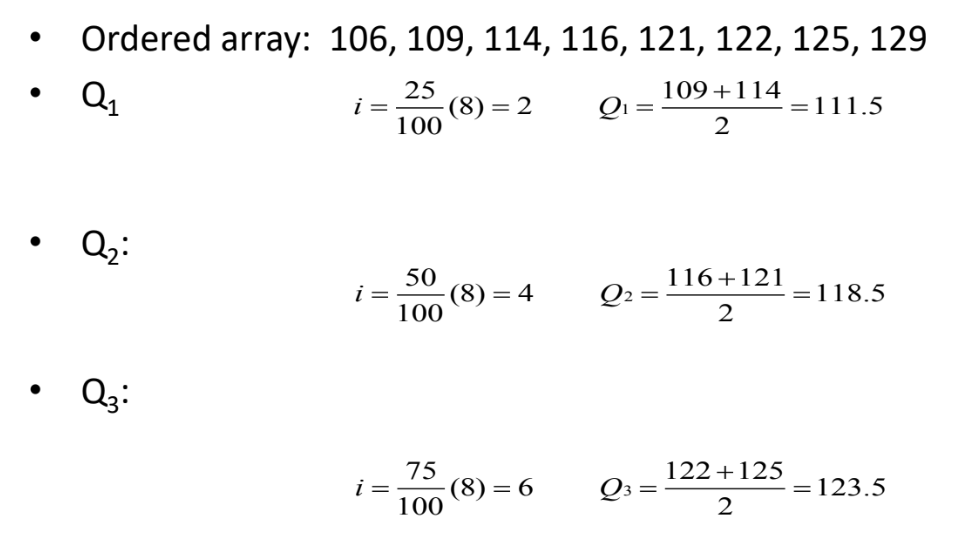 • Ordered array: 106, 109, 114, 116, 121, 122, 125, 129
• Q₁ i = 25/100 (8) = 2 Q₁ = 109+114/2 = 111.5
• Q₂:
i = 50/100 (8) = 4 Q₂ = 116+121/2 = 118.5
• Q₃:
i = 75/100 (8) = 6 Q₃ = 122+125/2 = 123.5